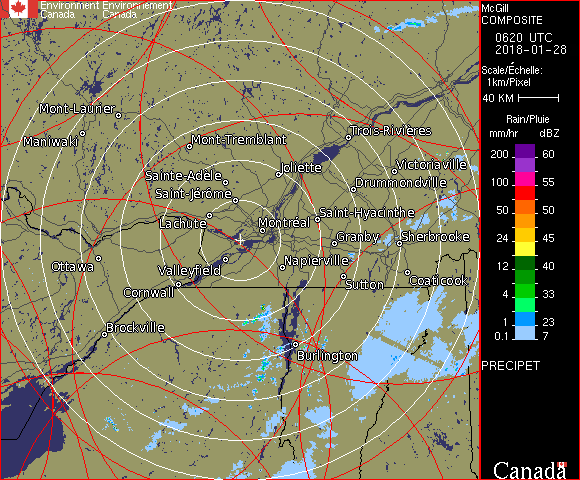 Environment Environnement
Canada Canada
McGill
COMPOSITE
0620 UTC
2018-01-28
Scale/Échelle:
1km/Pixel
40 KM
Rain/Pluie
mm/hr dBZ
200 60
100 55
50 50
24 45
12 40
4 33
1 23
0.1 7
PRECIPET
Canada
Mont-Laurier
Maniwaki
Mont-Tremblant
Trois-Rivières
Sainte-Adèle
Joliette
Victoriaville
Saint-Jérôme
Drummondville
Lachute
Montréal
Saint-Hyacinthe
Granby
Sherbrooke
Ottawa
Valleyfield
Napierville
Cornwall
Sutton
Coaticook
Brockville
Burlington